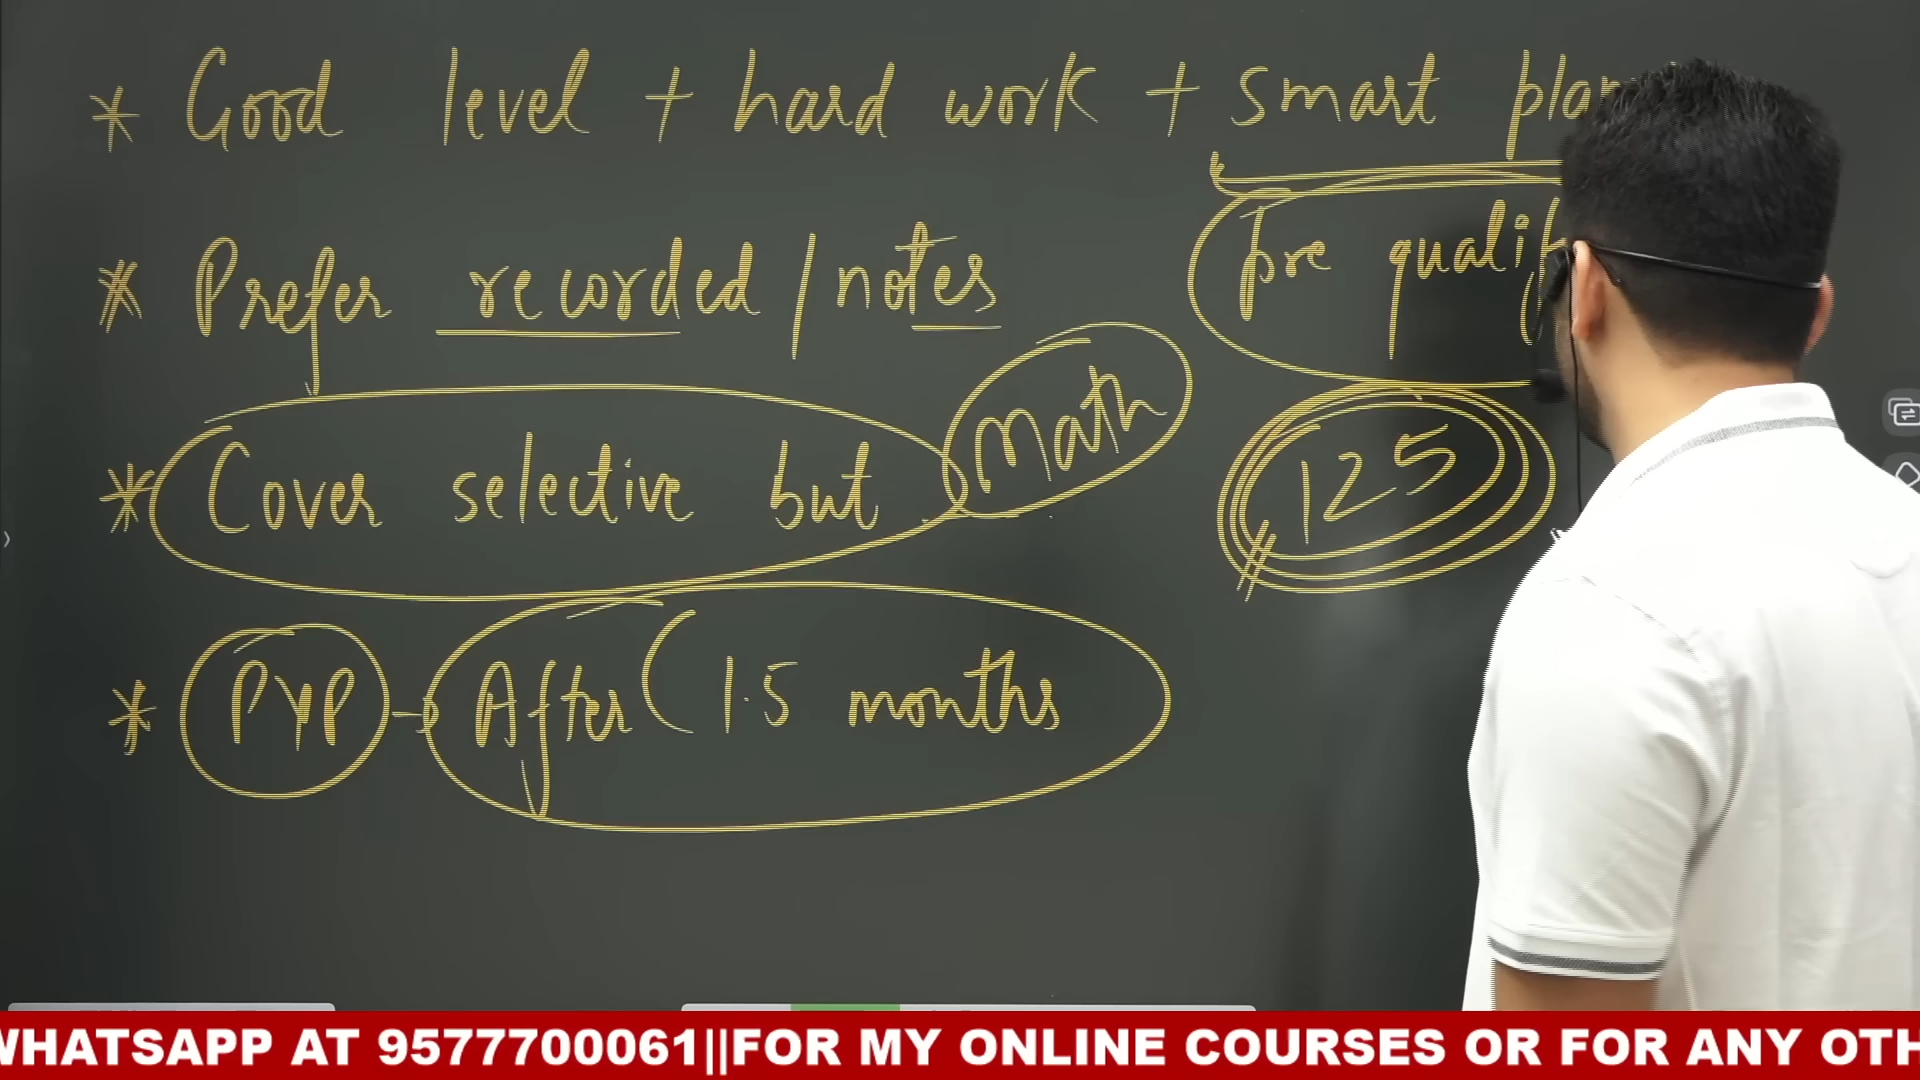 * Good level + hard work + smart plan
pre qualif
* Prefer recorded / notes
Math
* Cover selective but
125
* PYP - After (1.5 months
WHATSAPP AT 9577700061||FOR MY ONLINE COURSES OR FOR ANY OTH